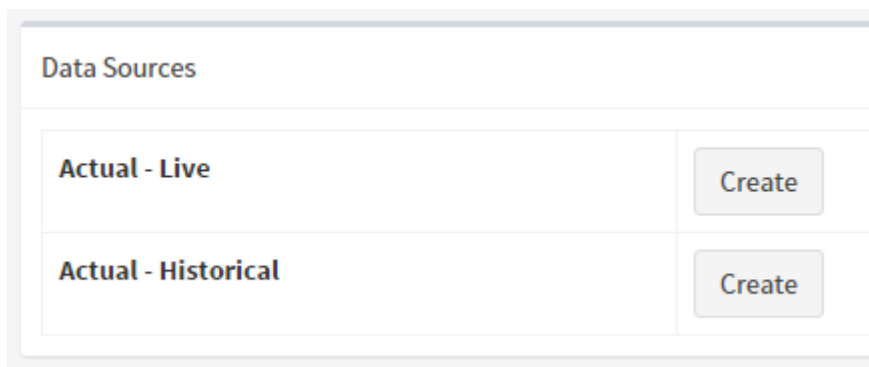 Data Sources
Actual - Live
Create
Actual - Historical
Create